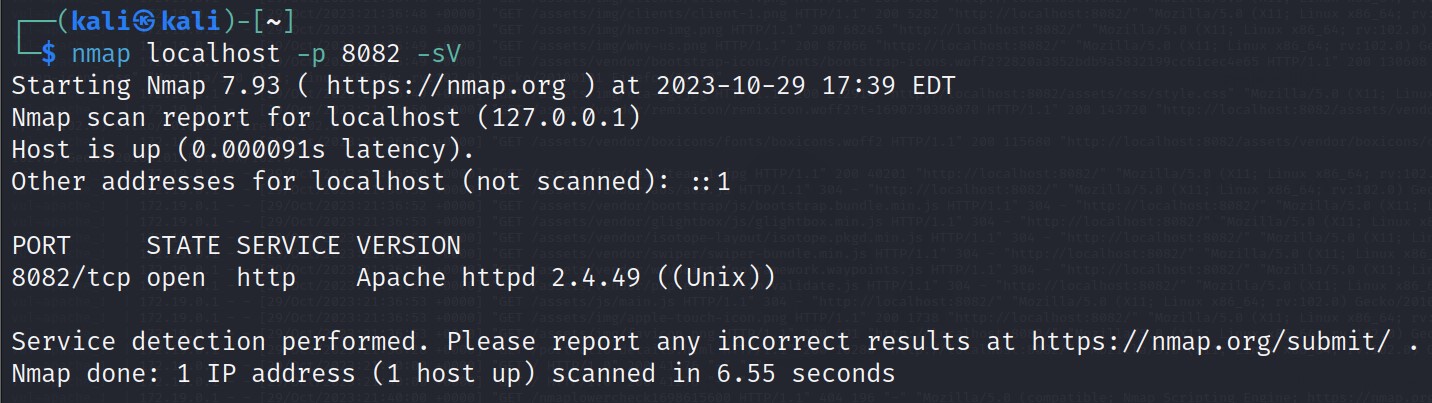 ┌──(kali㉿kali)-[~]
└─$ nmap localhost -p 8082 -sV
Starting Nmap 7.93 ( https://nmap.org ) at 2023-10-29 17:39 EDT
Nmap scan report for localhost (127.0.0.1)
Host is up (0.000091s latency).
Other addresses for localhost (not scanned): ::1
PORT     STATE SERVICE VERSION
8082/tcp open  http    Apache httpd 2.4.49 ((Unix))
Service detection performed. Please report any incorrect results at https://nmap.org/submit/ .
Nmap done: 1 IP address (1 host up) scanned in 6.55 seconds